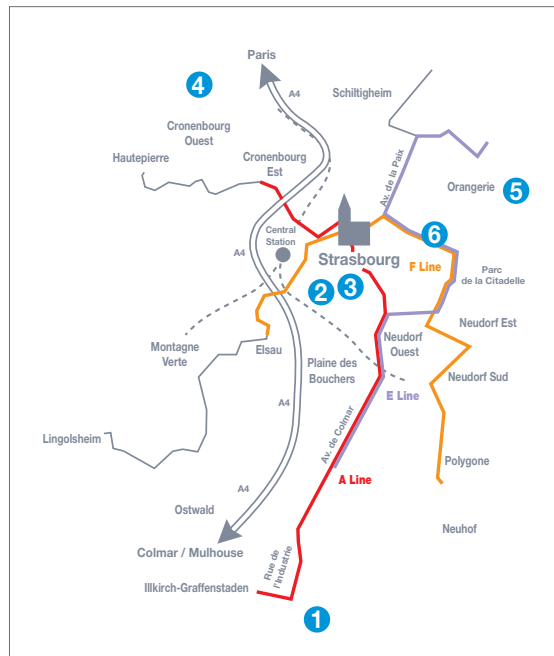 Paris
A4
4
Schiltigheim
Cronenbourg
Ouest
Hautepierre
Cronenbourg
Est
Av. de la Paix
Orangerie
5
6
Central
Station
A4
Strasbourg
F Line
Parc
de la Citadelle
2
3
Neudorf Est
Montagne
Verte
Elsau
Neudorf
Ouest
Plaine des
Bouchers
Neudorf Sud
E Line
A4
Av. de Colmar
Lingolsheim
Polygone
A Line
A4
Ostwald
Neuhof
Colmar / Mulhouse
Rue de
l'Industrie
Illkirch-Graffenstaden
1